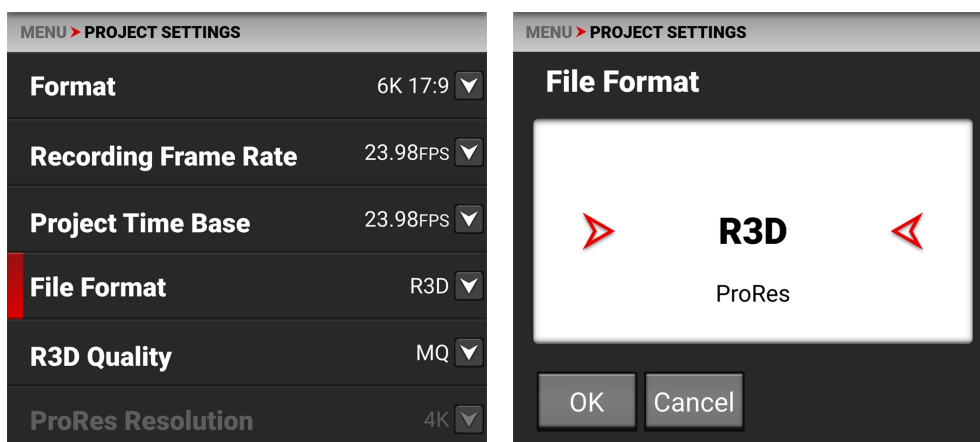 MENU > PROJECT SETTINGS
Format 6K 17:9
Recording Frame Rate 23.98FPS
Project Time Base 23.98FPS
File Format R3D
R3D Quality MQ
ProRes Resolution 4K
MENU > PROJECT SETTINGS
File Format
R3D
ProRes
OK Cancel